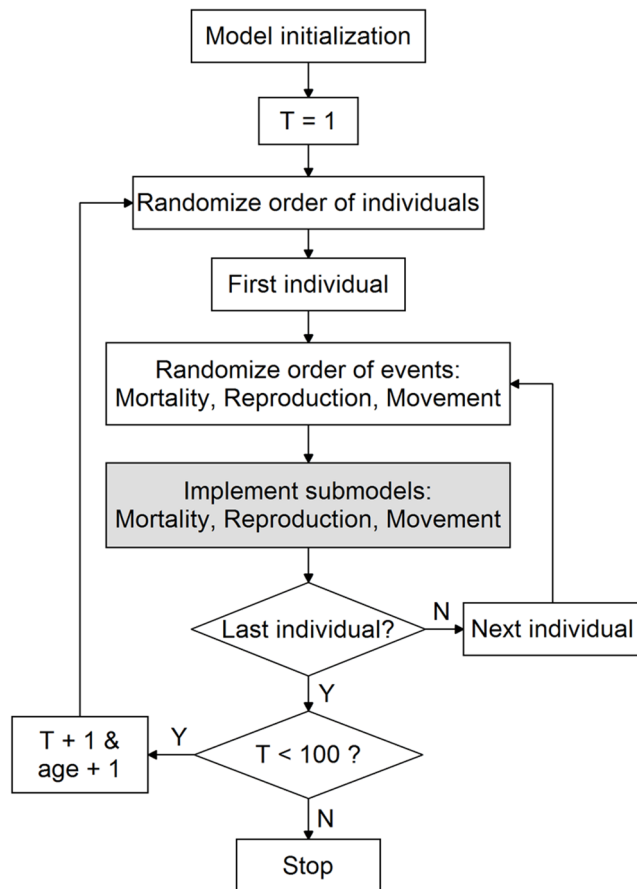 Model initialization
T = 1
Randomize order of individuals
First individual
Randomize order of events:
Mortality, Reproduction, Movement
Implement submodels:
Mortality, Reproduction, Movement
Last individual?
N
Next individual
Y
T < 100 ?
Y
T + 1 &
age + 1
N
Stop